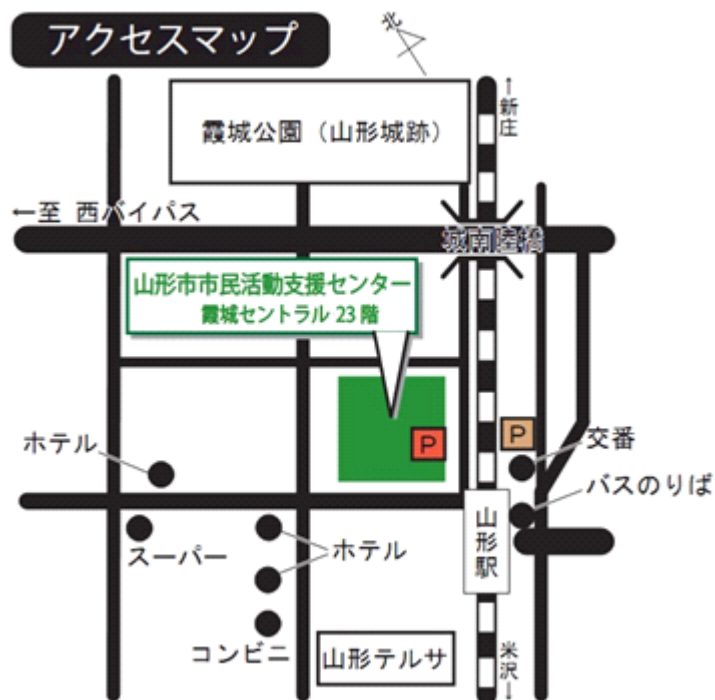 アクセスマップ
北
霞城公園（山形城跡）
↑新庄
←至 西バイパス
城南陸橋
山形市市民活動支援センター
霞城セントラル 23 階
P
P
交番
ホテル
バスのりば
山形駅
スーパー
ホテル
コンビニ
山形テルサ
米沢↓